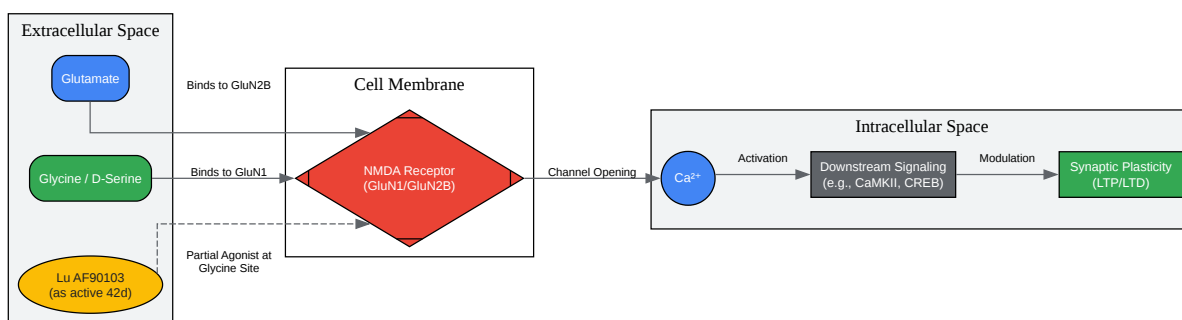 Extracellular Space
Glutamate
Binds to GluN2B
Glycine / D-Serine
Binds to GluN1
Lu AF90103
(as active 42d)
Partial Agonist at
Glycine Site
Cell Membrane
NMDA Receptor
(GluN1/GluN2B)
Channel Opening
Intracellular Space
Ca²⁺
Activation
Downstream Signaling
(e.g., CaMKII, CREB)
Modulation
Synaptic Plasticity
(LTP/LTD)